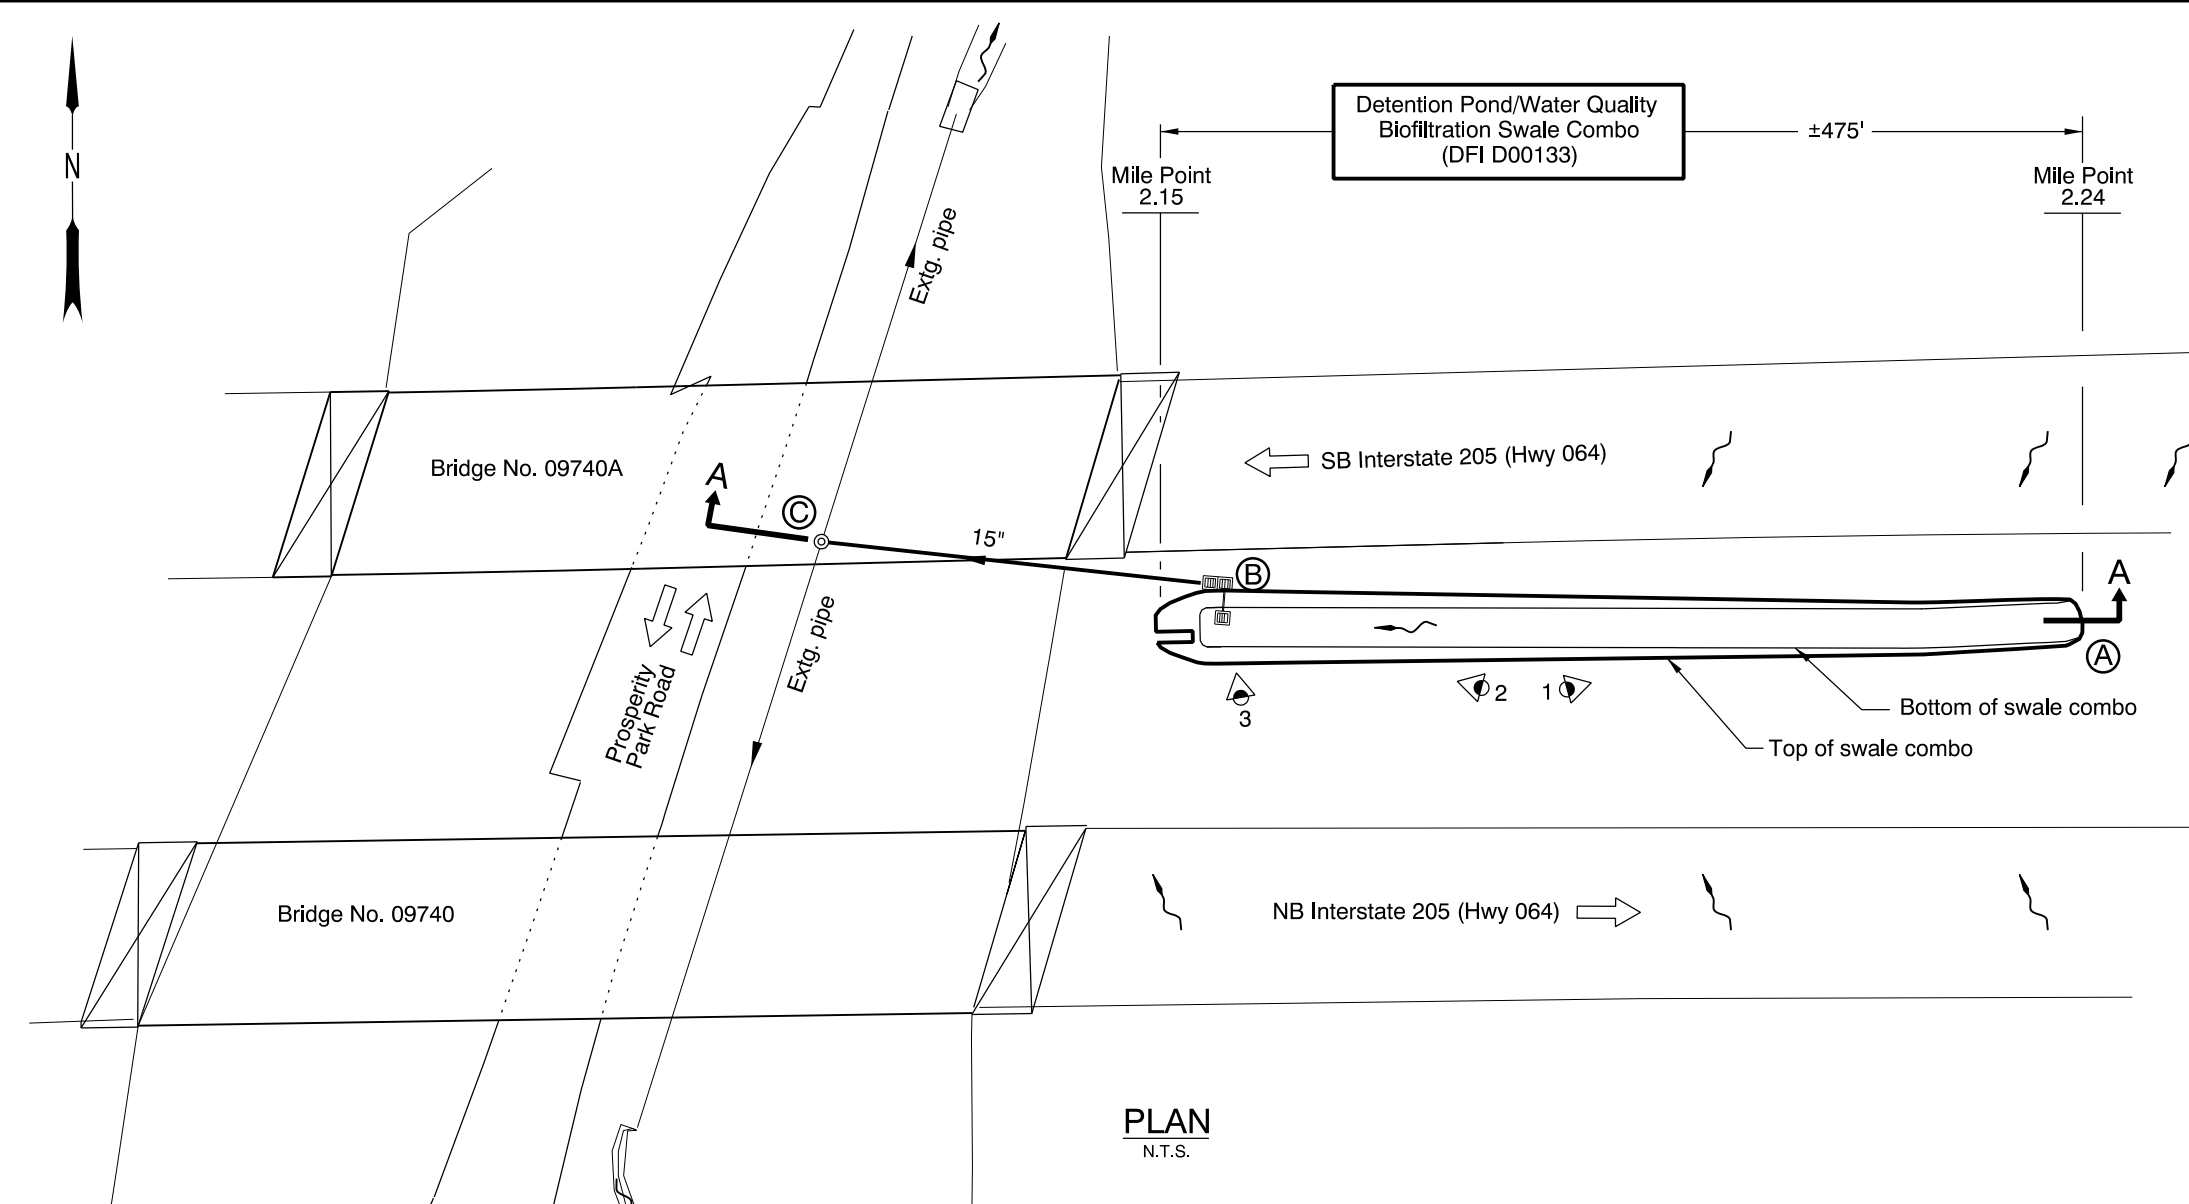 Detention Pond/Water Quality
Biofiltration Swale Combo
(DFI D00133)
±475'
N
Mile Point
2.15
Mile Point
2.24
Extg. pipe
Bridge No. 09740A
A
C
15"
SB Interstate 205 (Hwy 064)
B
A
A
Extg. pipe
Prosperity
Park Road
3
2
1
Bottom of swale combo
Top of swale combo
Bridge No. 09740
NB Interstate 205 (Hwy 064)
PLAN
N.T.S.